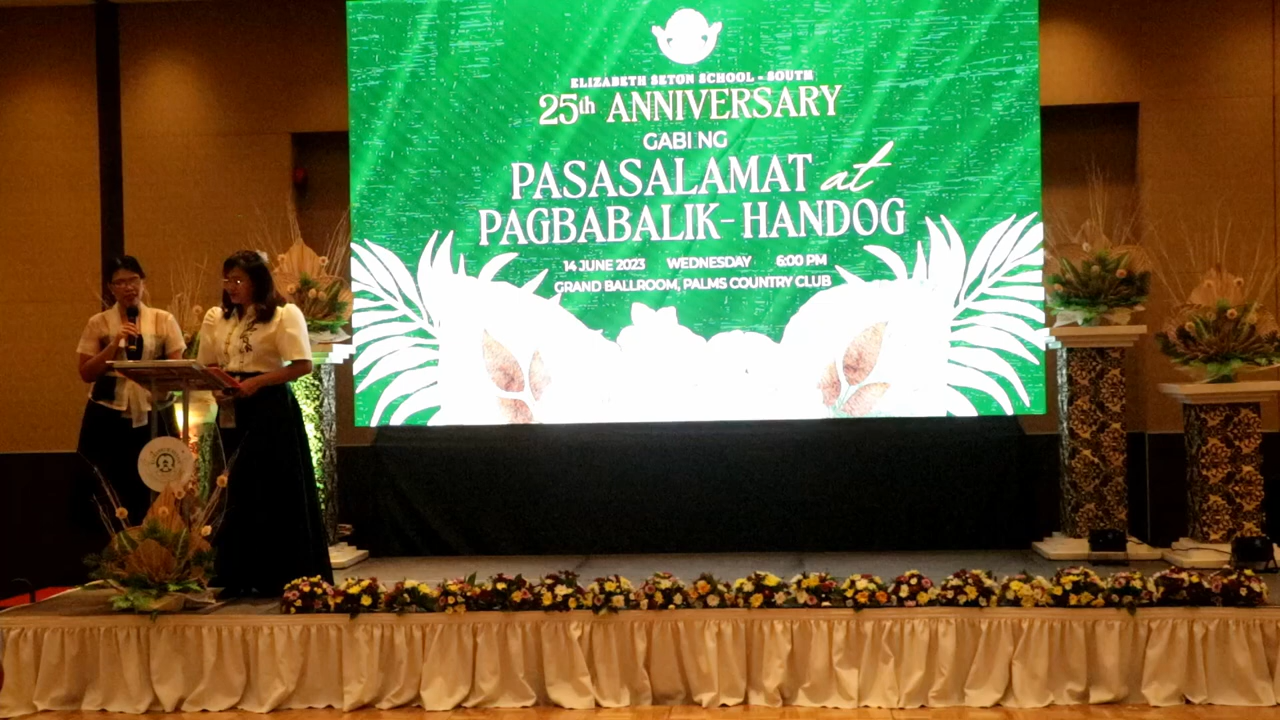 ELIZABETH SETON SCHOOL - SOUTH
25th ANNIVERSARY
GABI NG
PASASALAMAT at
PAGBABALIK-HANDOG
14 JUNE 2023 WEDNESDAY 6:00 PM
GRAND BALLROOM, PALMS COUNTRY CLUB